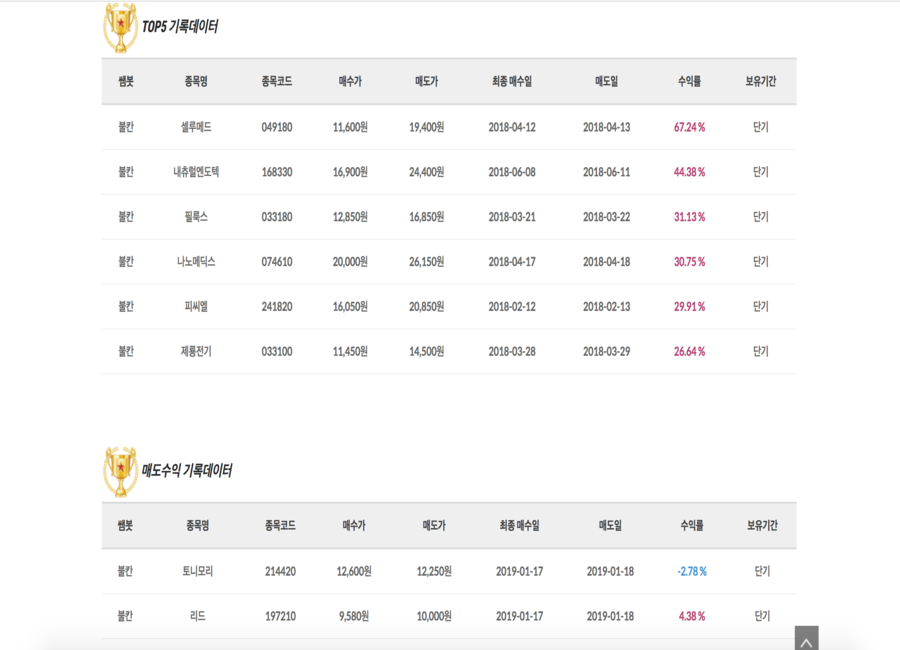 TOP5 기록데이터
쌤봇 종목명 종목코드 매수가 매도가 최종 매수일 매도일 수익률 보유기간
불칸 셀루메드 049180 11,600원 19,400원 2018-04-12 2018-04-13 67.24 % 단기
불칸 내츄럴엔도텍 168330 16,900원 24,400원 2018-06-08 2018-06-11 44.38 % 단기
불칸 필룩스 033180 12,850원 16,850원 2018-03-21 2018-03-22 31.13 % 단기
불칸 나노메딕스 074610 20,000원 26,150원 2018-04-17 2018-04-18 30.75 % 단기
불칸 피씨엘 241820 16,050원 20,850원 2018-02-12 2018-02-13 29.91 % 단기
불칸 제룡전기 033100 11,450원 14,500원 2018-03-28 2018-03-29 26.64 % 단기
매도수익 기록데이터
쌤봇 종목명 종목코드 매수가 매도가 최종 매수일 매도일 수익률 보유기간
불칸 토니모리 214420 12,600원 12,250원 2019-01-17 2019-01-18 -2.78 % 단기
불칸 리드 197210 9,580원 10,000원 2019-01-17 2019-01-18 4.38 % 단기